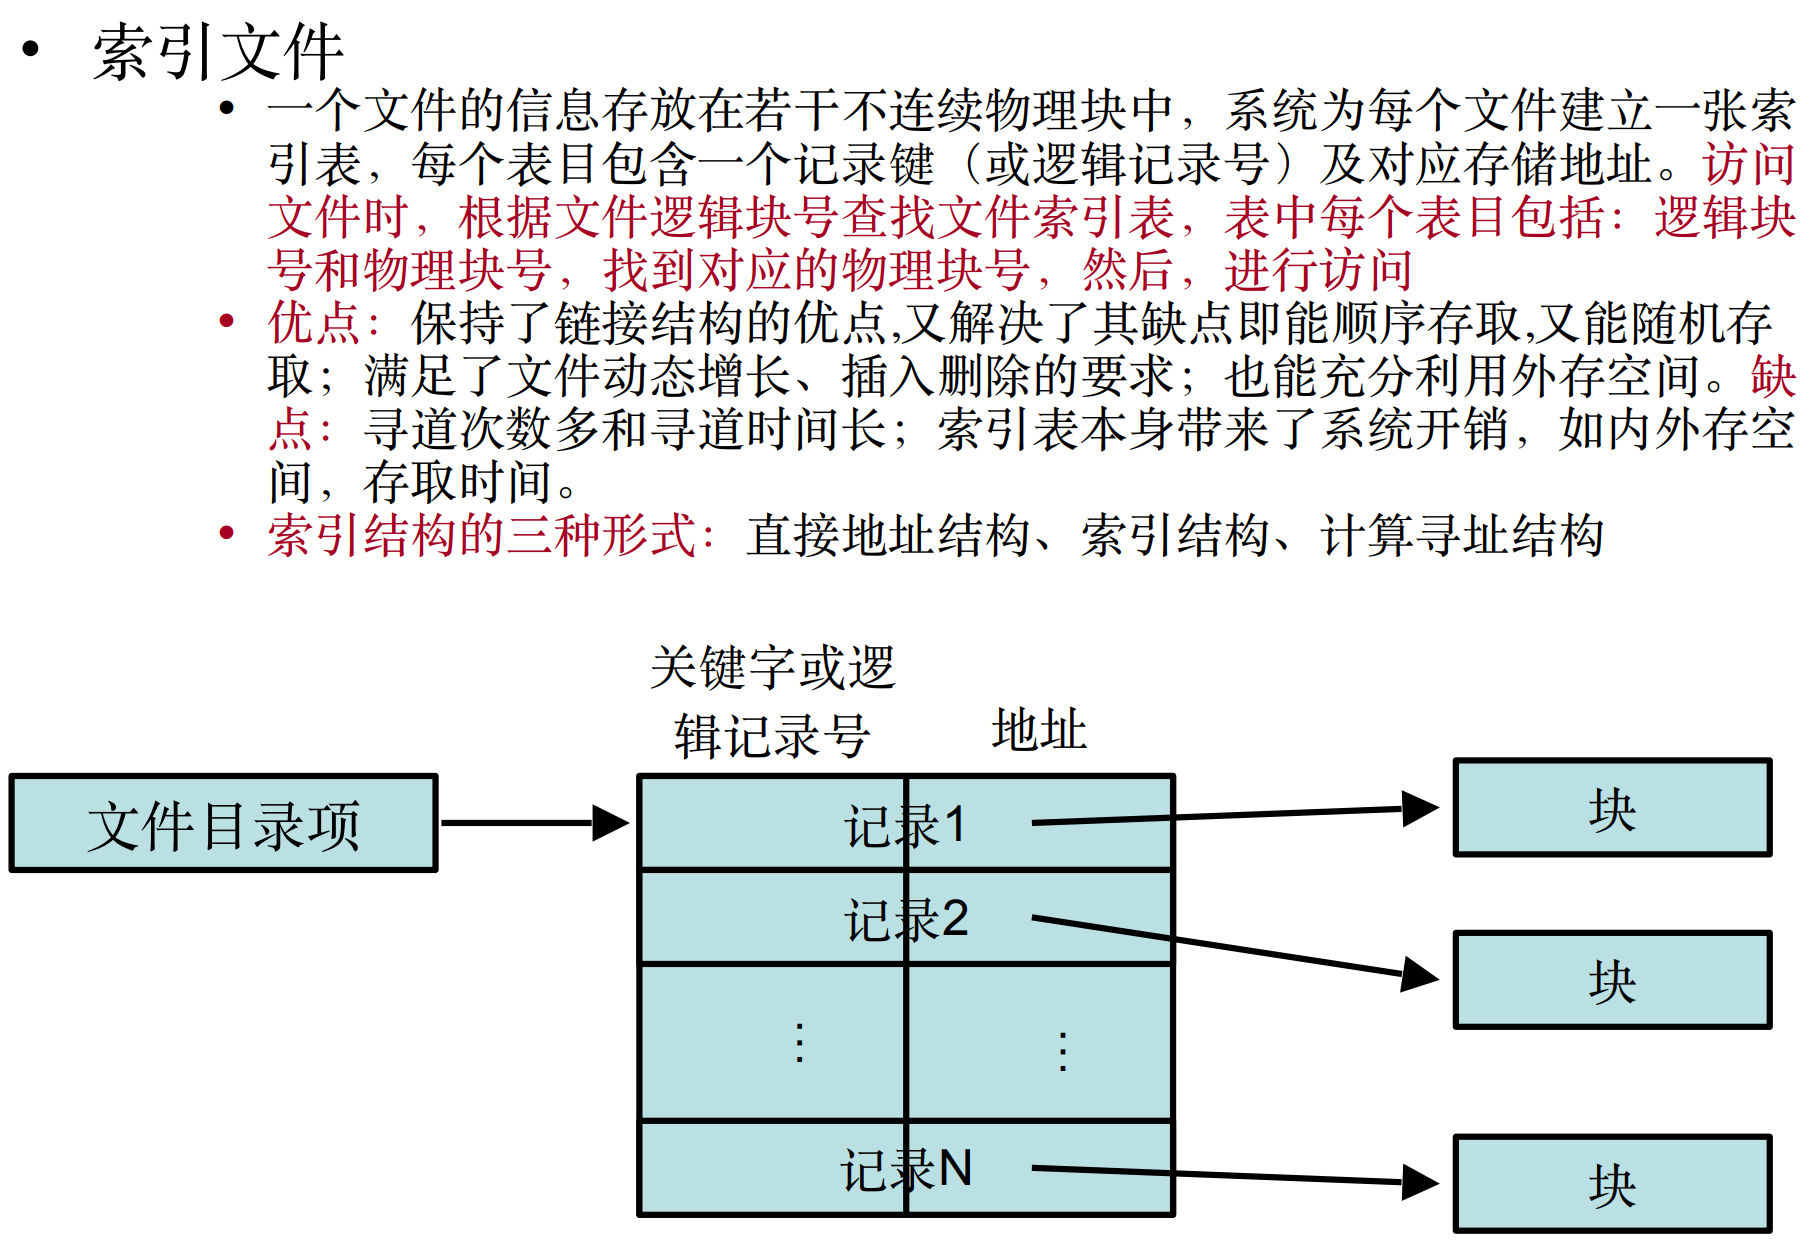 • 索引文件
• 一个文件的信息存放在若干不连续物理块中，系统为每个文件建立一张索
引表，每个表目包含一个记录键（或逻辑记录号）及对应存储地址。访问
文件时，根据文件逻辑块号查找文件索引表，表中每个表目包括：逻辑块
号和物理块号，找到对应的物理块号，然后，进行访问
• 优点：保持了链接结构的优点,又解决了其缺点即能顺序存取,又能随机存
取；满足了文件动态增长、插入删除的要求；也能充分利用外存空间。缺
点：寻道次数多和寻道时间长；索引表本身带来了系统开销，如内外存空
间，存取时间。
• 索引结构的三种形式：直接地址结构、索引结构、计算寻址结构
关键字或逻
辑记录号
地址
文件目录项
记录1
块
记录2
块
⋮
⋮
记录N
块